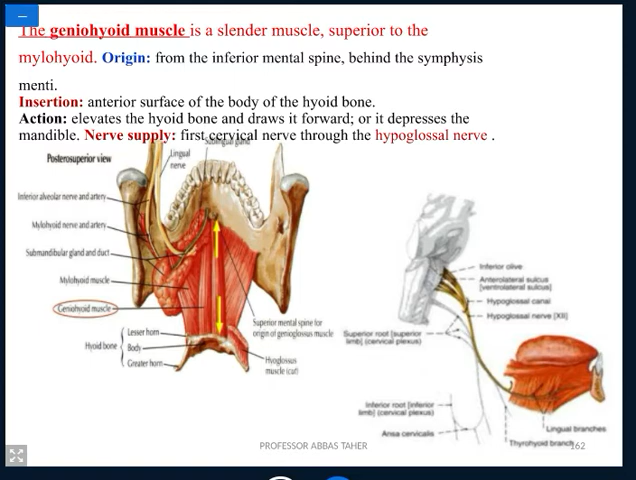 The geniohyoid muscle is a slender muscle, superior to the
mylohyoid. Origin: from the inferior mental spine, behind the symphysis
menti.
Insertion: anterior surface of the body of the hyoid bone.
Action: elevates the hyoid bone and draws it forward; or it depresses the
mandible. Nerve supply: first cervical nerve through the hypoglossal nerve .
Sublingual gland
Posterosuperior view
Lingual
nerve
Inferior alveolar nerve and artery
Mylohyoid nerve and artery
Submandibular gland and duct
Mylohyoid muscle
Geniohyoid muscle
Hyoid bone
Lesser horn
Body
Greater horn
Superior mental spine for
origin of genioglossus muscle
Hyoglossus
muscle (cut)
Inferior olive
Anterolateral sulcus
[ventrolateral sulcus]
Hypoglossal canal
Hypoglossal nerve [XII]
Superior root [superior
limb] (cervical plexus)
Inferior root [inferior
limb] (cervical plexus)
Ansa cervicalis
Lingual branches
Thyrohyoid branch
PROFESSOR ABBAS TAHER
162